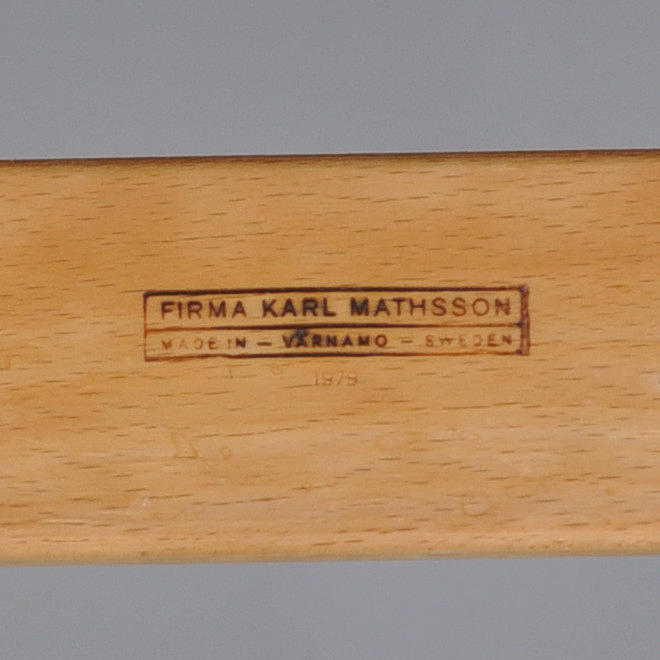 FIRMA KARL MATHSSON
MADE IN — VÄRNAMO — SWEDEN
1979